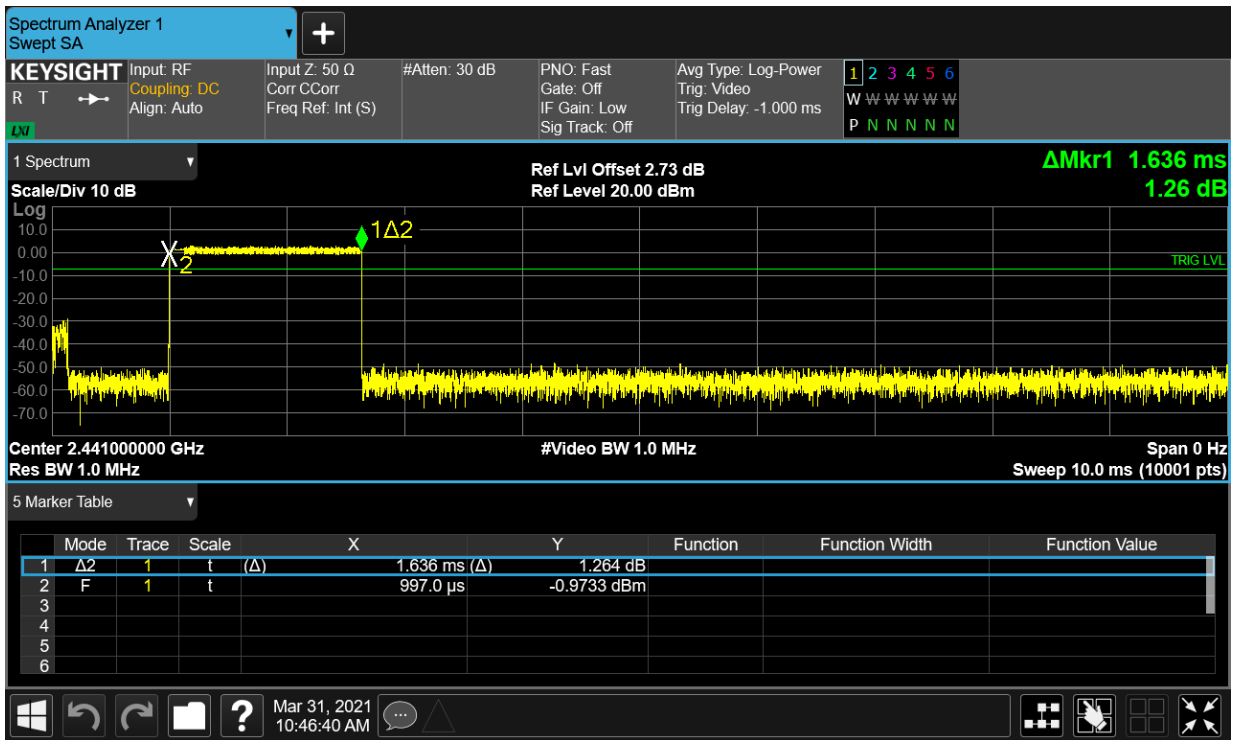 Spectrum Analyzer 1
Swept SA
+
KEYSIGHT
R T
LXI
Input: RF
Coupling: DC
Align: Auto
Input Z: 50 Ω
Corr CCorr
Freq Ref: Int (S)
#Atten: 30 dB
PNO: Fast
Gate: Off
IF Gain: Low
Sig Track: Off
Avg Type: Log-Power
Trig: Video
Trig Delay: -1.000 ms
1 2 3 4 5 6
W W W W W W
P N N N N N
1 Spectrum
Scale/Div 10 dB
Log
Ref Lvl Offset 2.73 dB
Ref Level 20.00 dBm
ΔMkr1 1.636 ms
1.26 dB
10.0
0.00
-10.0
-20.0
-30.0
-40.0
-50.0
-60.0
-70.0
1Δ2
2
TRIG LVL
Center 2.441000000 GHz
#Video BW 1.0 MHz
Span 0 Hz
Res BW 1.0 MHz
Sweep 10.0 ms (10001 pts)
5 Marker Table
Mode Trace Scale X Y Function Function Width Function Value
1 Δ2 1 t (Δ) 1.636 ms (Δ) 1.264 dB
2 F 1 t 997.0 µs -0.9733 dBm
3
4
5
6
?
Mar 31, 2021
10:46:40 AM